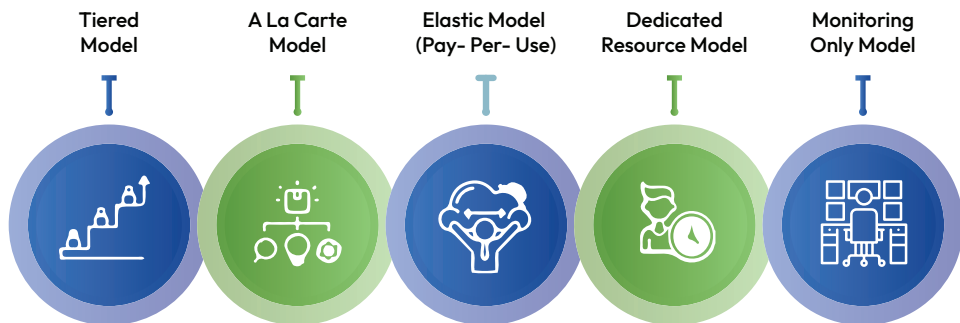 Tiered
Model
A La Carte
Model
Elastic Model
(Pay- Per- Use)
Dedicated
Resource Model
Monitoring
Only Model